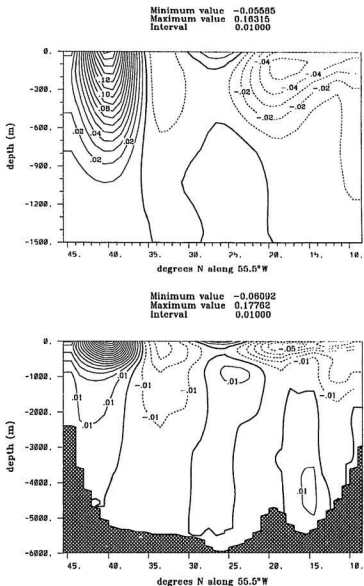 Minimum value -0.05585
Maximum value 0.16315
Interval 0.01000
0.
-300.
-600.
-900.
-1200.
-1500.
depth (m)
.12
.10
.08
.04
.02
.02
.02
-.02
-.04
-.04
-.04
-.02
-.02
45. 40. 35. 30. 25. 20. 15. 10.
degrees N along 55.5°W
Minimum value -0.06092
Maximum value 0.17762
Interval 0.01000
0.
-1000.
-2000.
-3000.
-4000.
-5000.
-6000.
depth (m)
.01
.01
-.01
-.01
.01
-.05
-.01
-.01
.01
45. 40. 35. 30. 25. 20. 15. 10.
degrees N along 55.5°W